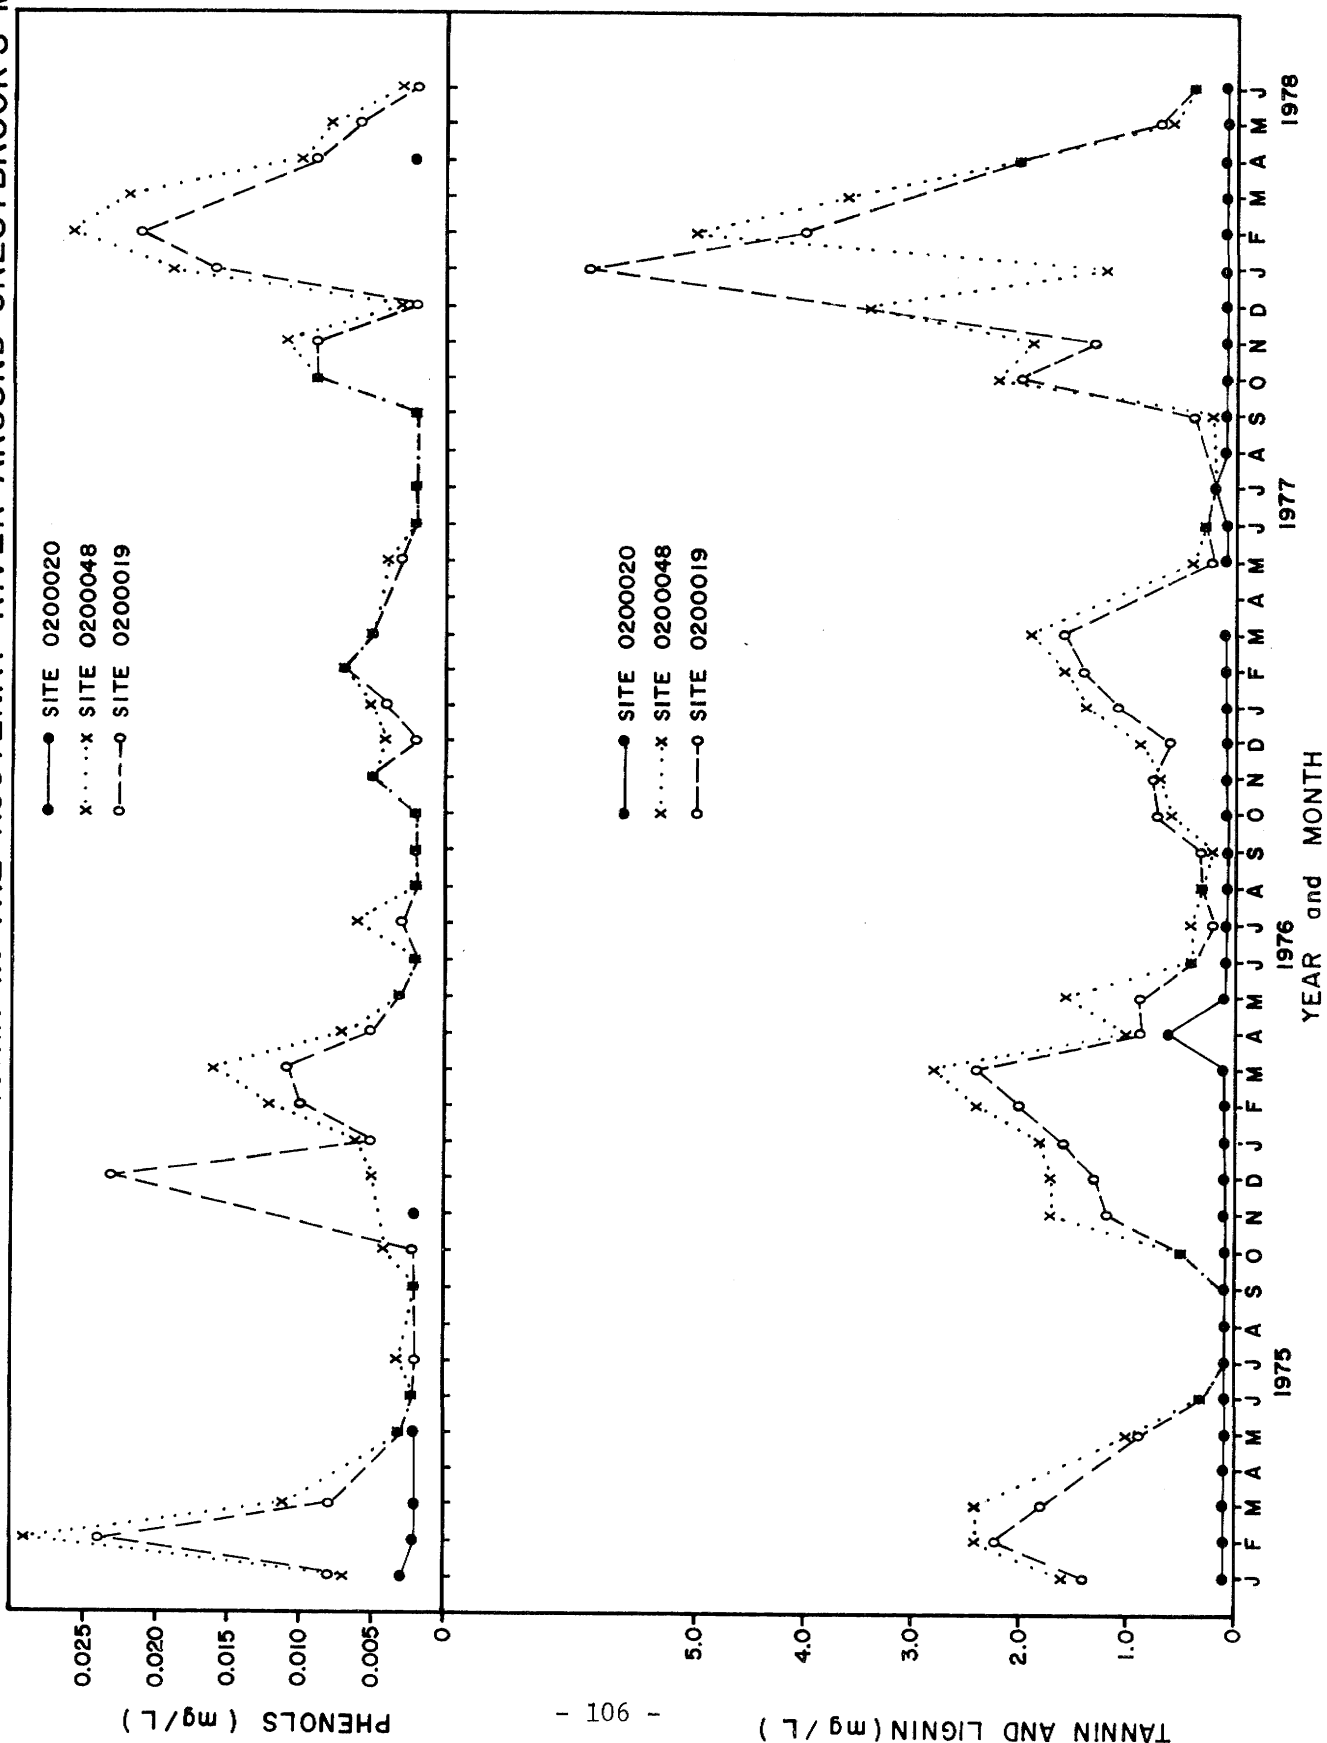 0.025
0.020
0.015
0.010
0.005
0
PHENOLS (mg/L)
SITE 0200020
SITE 0200048
SITE 0200019
5.0
4.0
3.0
2.0
1.0
0
TANNIN AND LIGNIN (mg/L)
SITE 0200020
SITE 0200048
SITE 0200019
J F M A M J J A S O N D J F M A M J J A S O N D J F M A M J J A S O N D J F M A M J
1975 1976 1977 1978
YEAR and MONTH
- 106 -